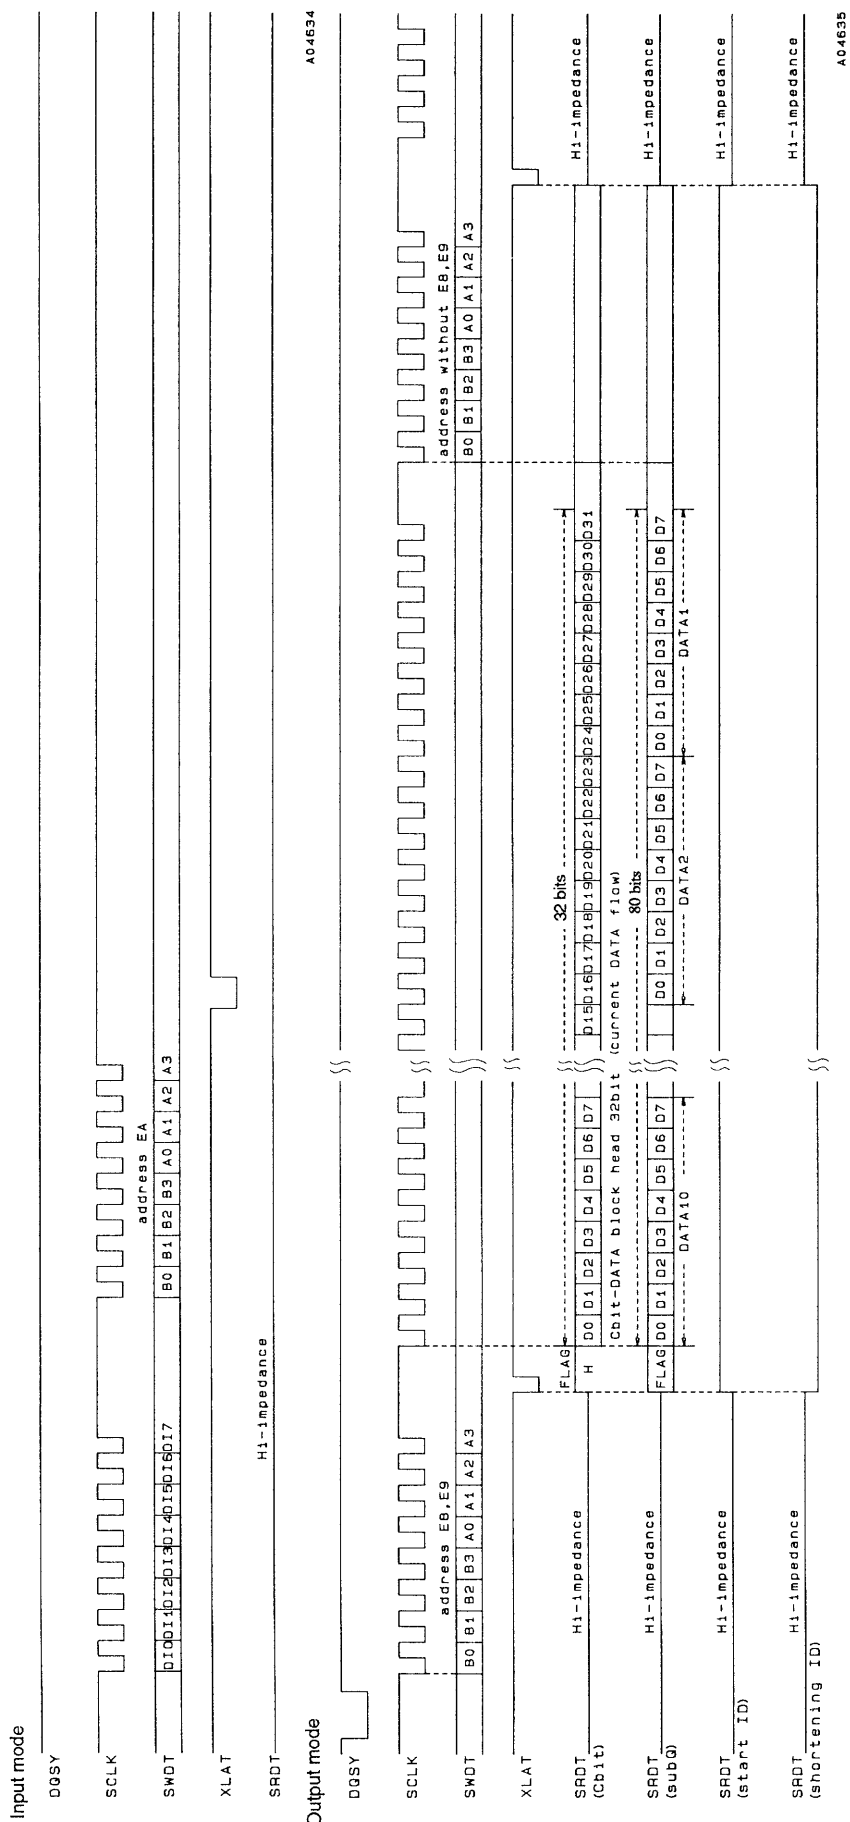 Input mode
DQSY
SCLK
SWDT DI0 DI1 DI2 DI3 DI4 DI5 DI6 DI7 B0 B1 B2 B3 A0 A1 A2 A3
address EA
XLAT
SRDT Hi-impedance
A04634
Output mode
DQSY
SCLK
address E8,E9 address without E8,E9
SWDT B0 B1 B2 B3 A0 A1 A2 A3 B0 B1 B2 B3 A0 A1 A2 A3
XLAT
FLAG 32 bits
SRDT (Cbit) Hi-impedance H D0 D1 D2 D3 D4 D5 D6 D7 D15 D16 D17 D18 D19 D20 D21 D22 D23 D24 D25 D26 D27 D28 D29 D30 D31 Hi-impedance
Cbit-DATA block head 32bit (current DATA flow)
80 bits
SRDT (subQ) Hi-impedance FLAG D0 D1 D2 D3 D4 D5 D6 D7 D0 D1 D2 D3 D4 D5 D6 D7 D0 D1 D2 D3 D4 D5 D6 D7 Hi-impedance
DATA10 DATA2 DATA1
SRDT (start ID) Hi-impedance Hi-impedance
SRDT (shortening ID) Hi-impedance Hi-impedance
A04635